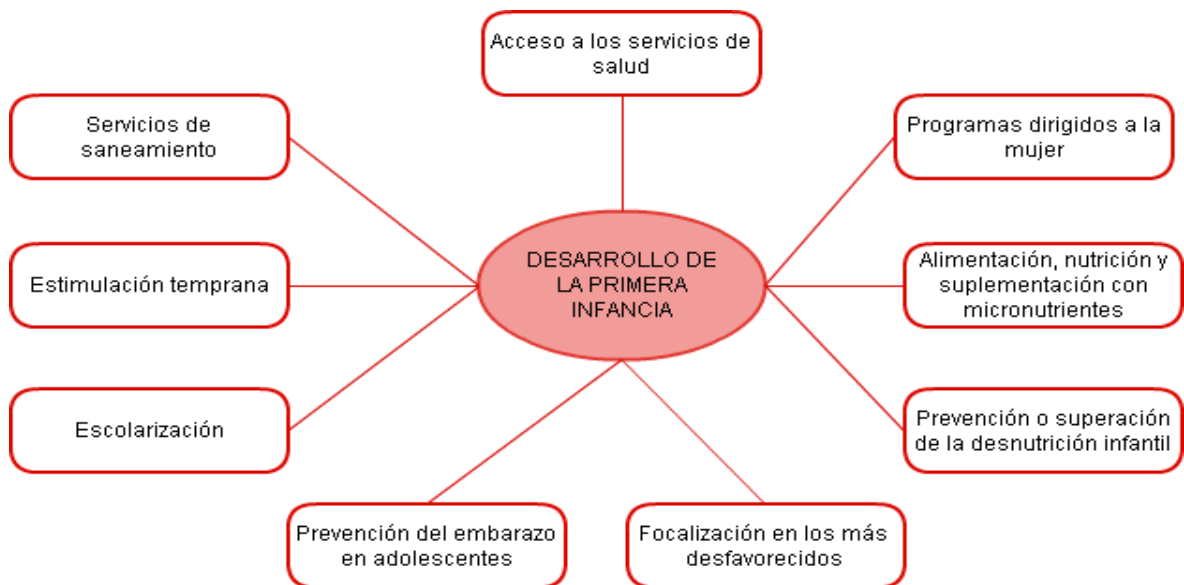 Acceso a los servicios de
salud
Servicios de
saneamiento
Programas dirigidos a la
mujer
Estimulación temprana
DESARROLLO DE
LA PRIMERA
INFANCIA
Alimentación, nutrición y
suplementación con
micronutrientes
Escolarización
Prevención o superación
de la desnutrición infantil
Prevención del embarazo
en adolescentes
Focalización en los más
desfavorecidos